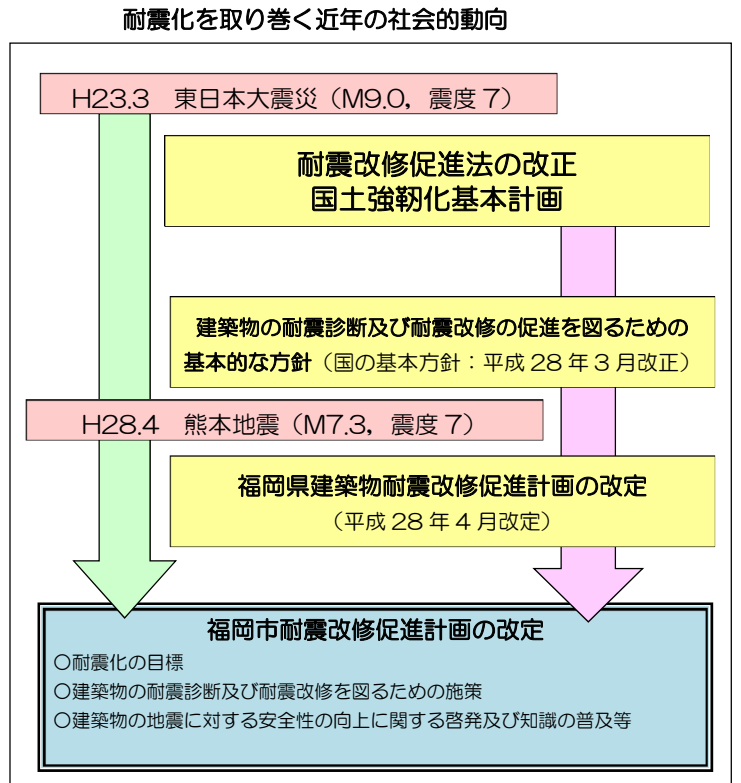 耐震化を取り巻く近年の社会的動向
H23.3 東日本大震災（M9.0，震度７）
耐震改修促進法の改正
国土強靱化基本計画
建築物の耐震診断及び耐震改修の促進を図るための
基本的な方針（国の基本方針：平成 28 年 3 月改正）
H28.4 熊本地震（M7.3，震度７）
福岡県建築物耐震改修促進計画の改定
（平成 28 年 4 月改定）
福岡市耐震改修促進計画の改定
○耐震化の目標
○建築物の耐震診断及び耐震改修を図るための施策
○建築物の地震に対する安全性の向上に関する啓発及び知識の普及等